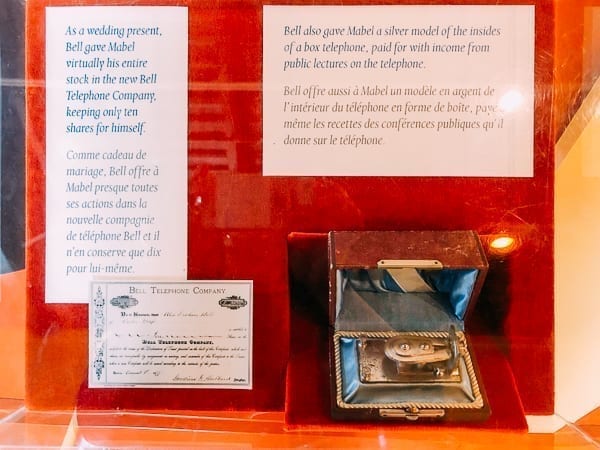 As a wedding present,
Bell gave Mabel
virtually his entire
stock in the new Bell
Telephone Company,
keeping only ten
shares for himself.
Comme cadeau de
mariage, Bell offre à
Mabel presque toutes
ses actions dans la
nouvelle compagnie
de téléphone Bell et il
n'en conserve que dix
pour lui-même.
Bell also gave Mabel a silver model of the insides
of a box telephone, paid for with income from
public lectures on the telephone.
Bell offre aussi à Mabel un modèle en argent de
l'intérieur du téléphone en forme de boîte,
même les recettes des conférences publiques qu'il
donne sur le téléphone.
BELL TELEPHONE COMPANY.
BELL TELEPHONE COMPANY,